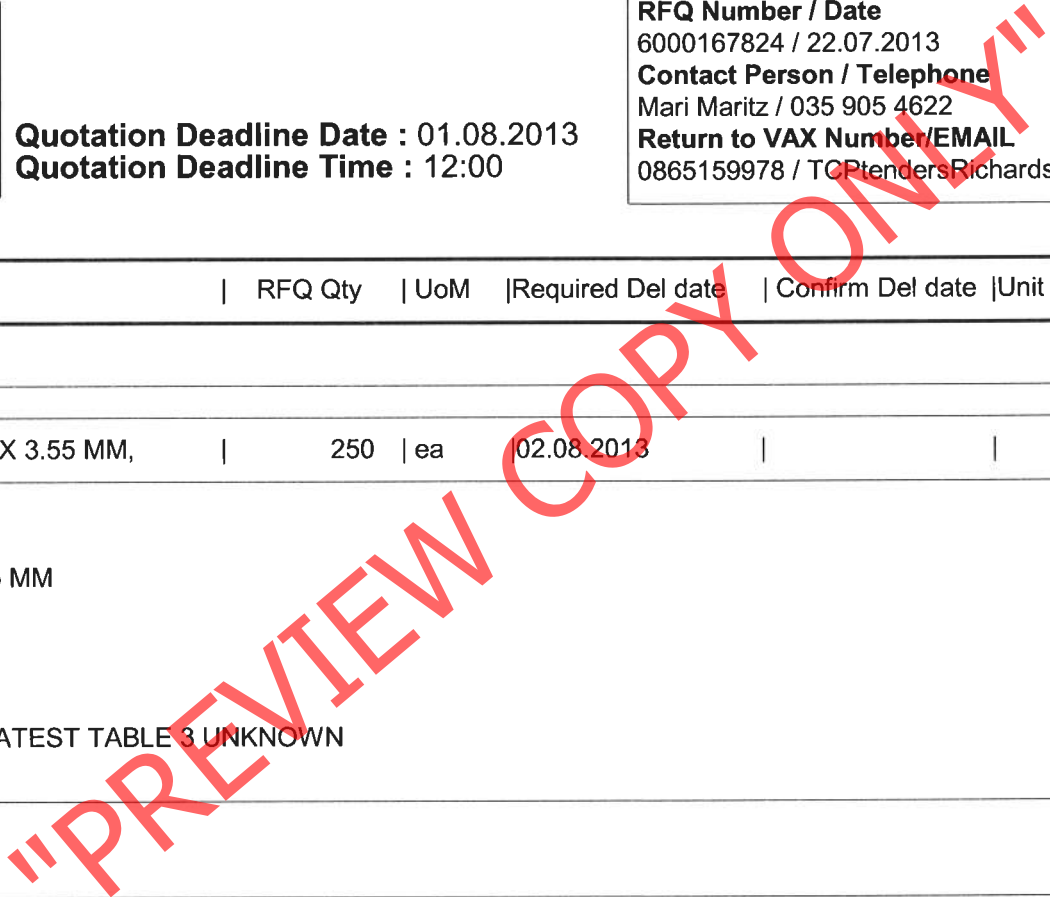 RFQ Number / Date
6000167824 / 22.07.2013
Contact Person / Telephone
Mari Maritz / 035 905 4622
Return to VAX Number/EMAIL
0865159978 / TCPtendersRichards
Quotation Deadline Date : 01.08.2013
Quotation Deadline Time : 12:00
| RFQ Qty | UoM |Required Del date | Confirm Del date |Unit
X 3.55 MM, | 250 | ea |02.08.2013 | |
MM
ATEST TABLE 3 UNKNOWN
"PREVIEW COPY ONLY"